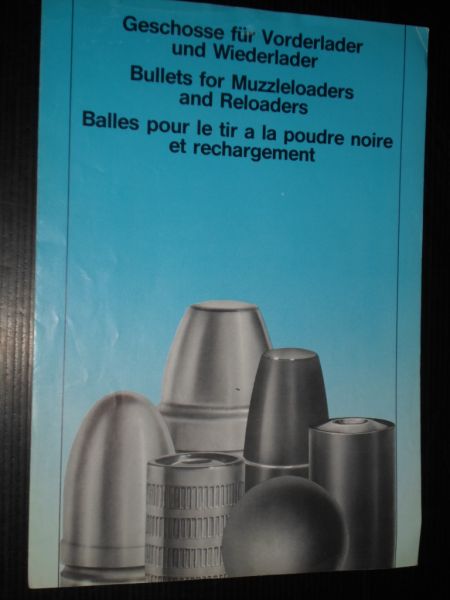 Geschosse für Vorderlader
und Wiederlader
Bullets for Muzzleloaders
and Reloaders
Balles pour le tir a la poudre noire
et rechargement